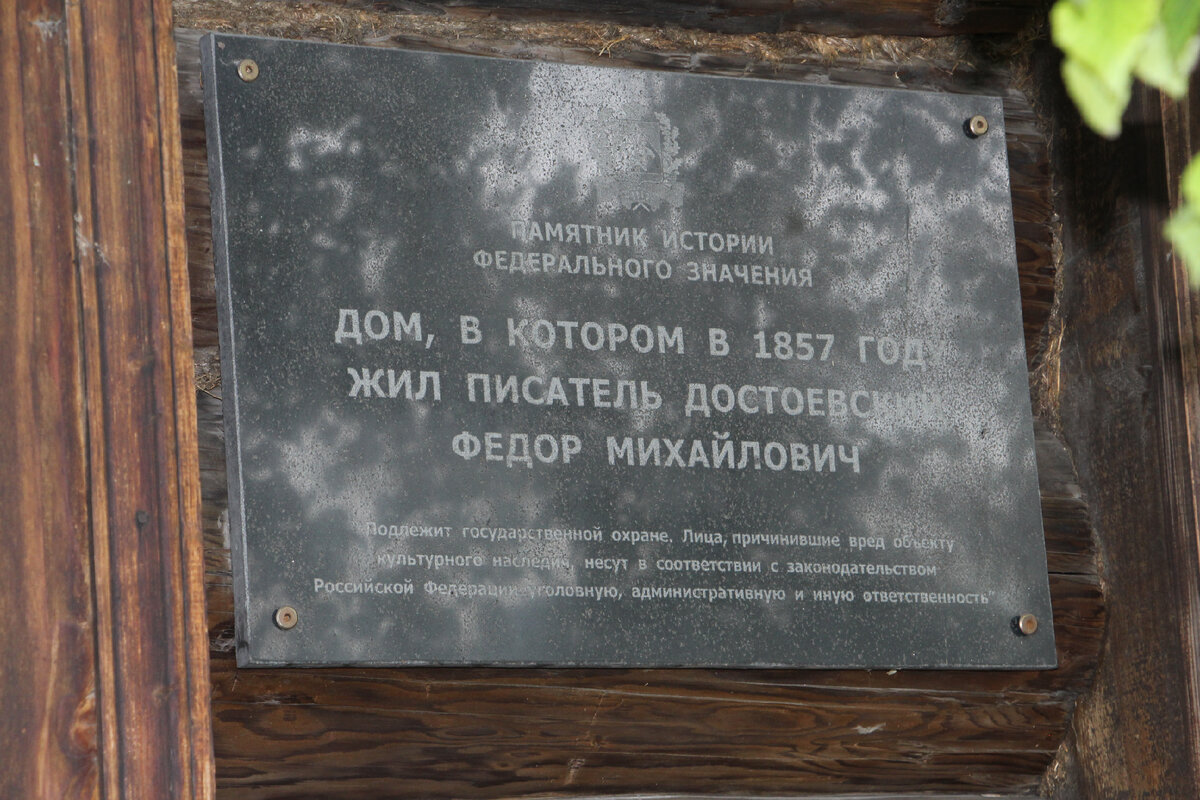 ПАМЯТНИК ИСТОРИИ
ФЕДЕРАЛЬНОГО ЗНАЧЕНИЯ
ДОМ, В КОТОРОМ В 1857 ГОДУ
ЖИЛ ПИСАТЕЛЬ ДОСТОЕВСКИЙ
ФЕДОР МИХАЙЛОВИЧ
Подлежит государственной охране. Лица, причинившие вред объекту
культурного наследия, несут в соответствии с законодательством
Российской Федерации уголовную, административную и иную ответственность"